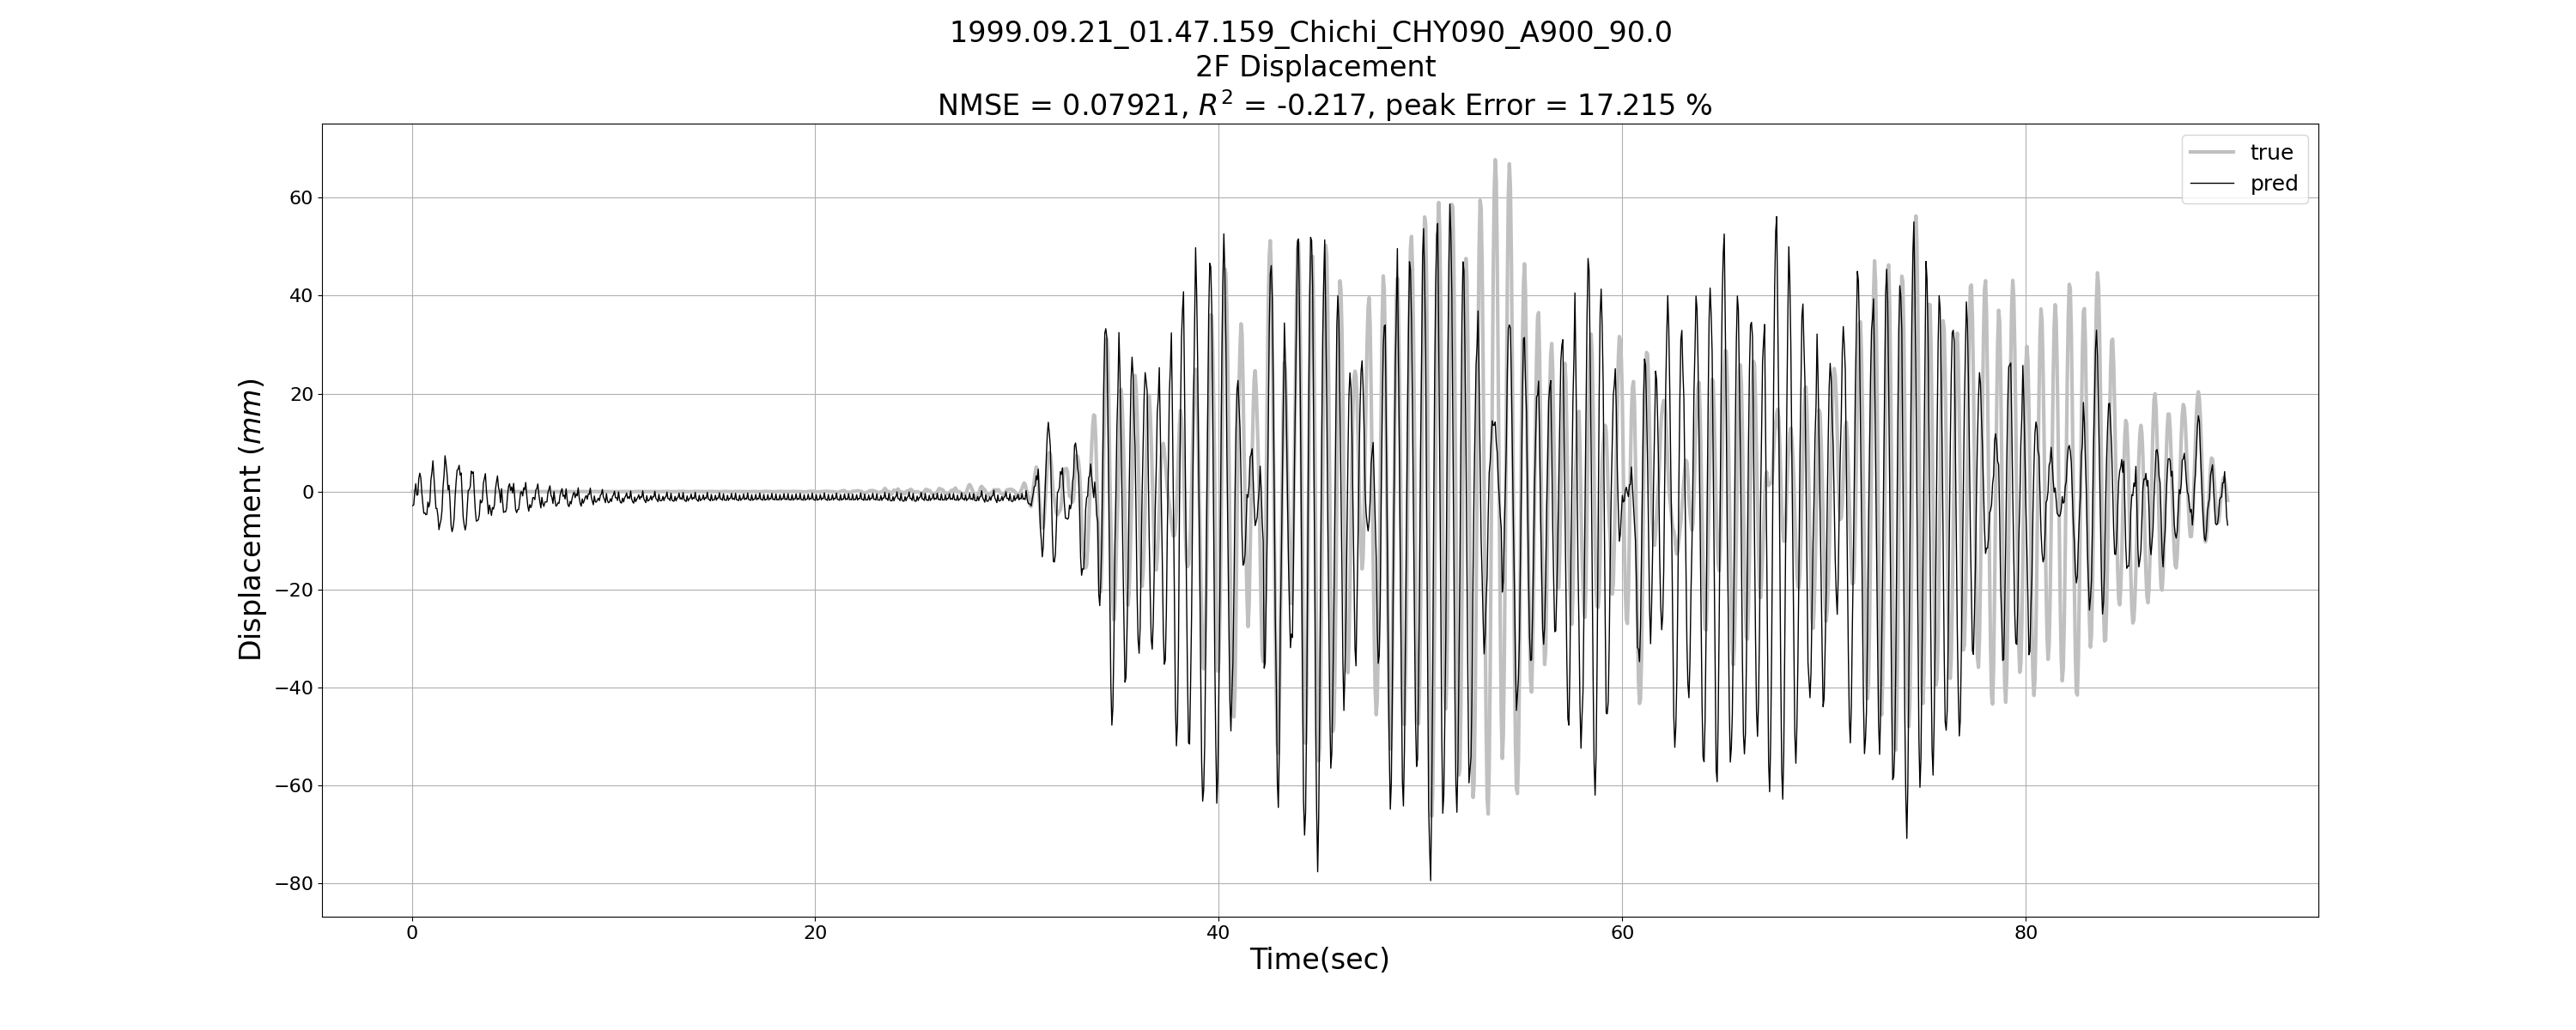 1999.09.21_01.47.159_Chichi_CHY090_A900_90.0
2F Displacement
NMSE = 0.07921, R² = -0.217, peak Error = 17.215 %
true
pred
60
40
20
0
−20
−40
−60
−80
Displacement (mm)
0 20 40 60 80
Time(sec)